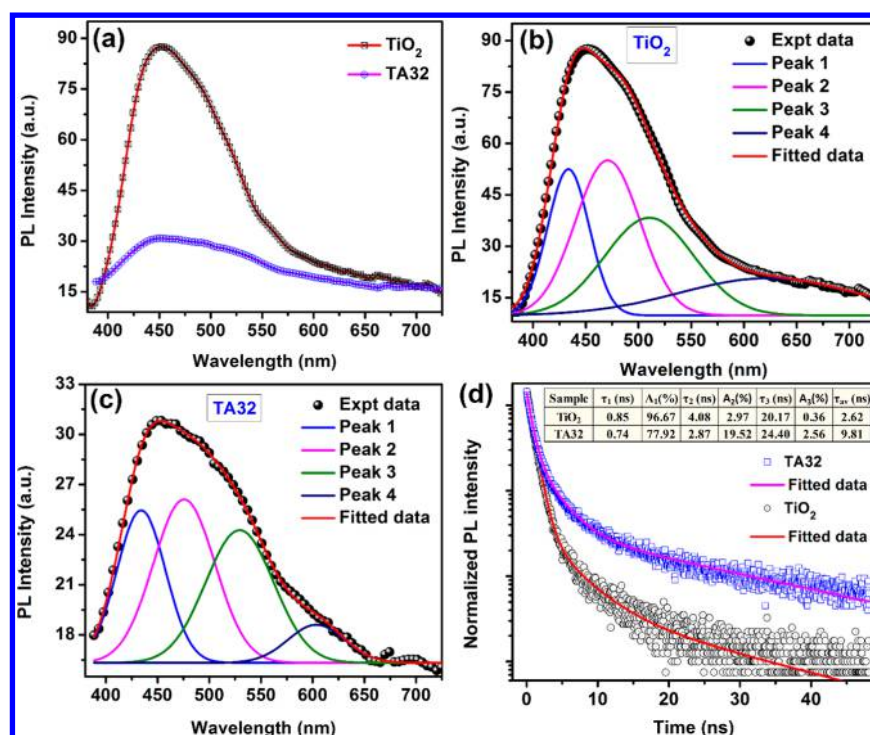 (a)
TiO2
TA32
PL Intensity (a.u.)
90
75
60
45
30
15
400 450 500 550 600 650 700
Wavelength (nm)
(b)
TiO2
Expt data
Peak 1
Peak 2
Peak 3
Peak 4
Fitted data
PL Intensity (a.u.)
90
75
60
45
30
15
400 450 500 550 600 650 700
Wavelength (nm)
(c)
TA32
Expt data
Peak 1
Peak 2
Peak 3
Peak 4
Fitted data
PL Intensity (a.u.)
33
30
27
24
21
18
400 450 500 550 600 650 700
Wavelength (nm)
(d)
Sample τ1 (ns) A1(%) τ2 (ns) A2(%) τ3 (ns) A3(%) τav (ns)
TiO2 0.85 96.67 4.08 2.97 20.17 0.36 2.62
TA32 0.74 77.92 2.87 19.52 24.40 2.56 9.81
TA32
Fitted data
TiO2
Fitted data
Normalized PL intensity
0 10 20 30 40
Time (ns)